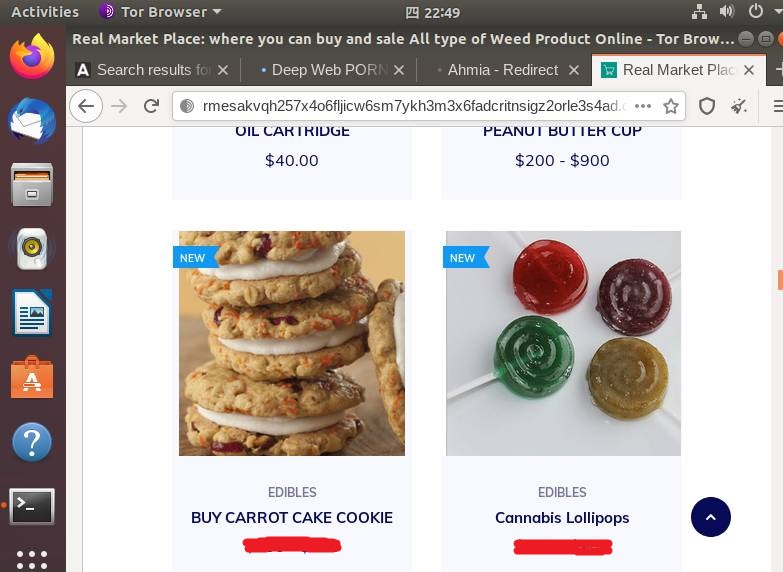 Activities
Tor Browser
四 22:49
Real Market Place: where you can buy and sale All type of Weed Product Online - Tor Brow…
Search results fo
Deep Web PORN
Ahmia - Redirect
Real Market Plac
rmesakvqh257x4o6fljicw6sm7ykh3m3x6fadcritnsigz2orle3s4ad.c
OIL CARTRIDGE
PEANUT BUTTER CUP
$40.00
$200 - $900
NEW
NEW
EDIBLES
EDIBLES
BUY CARROT CAKE COOKIE
Cannabis Lollipops